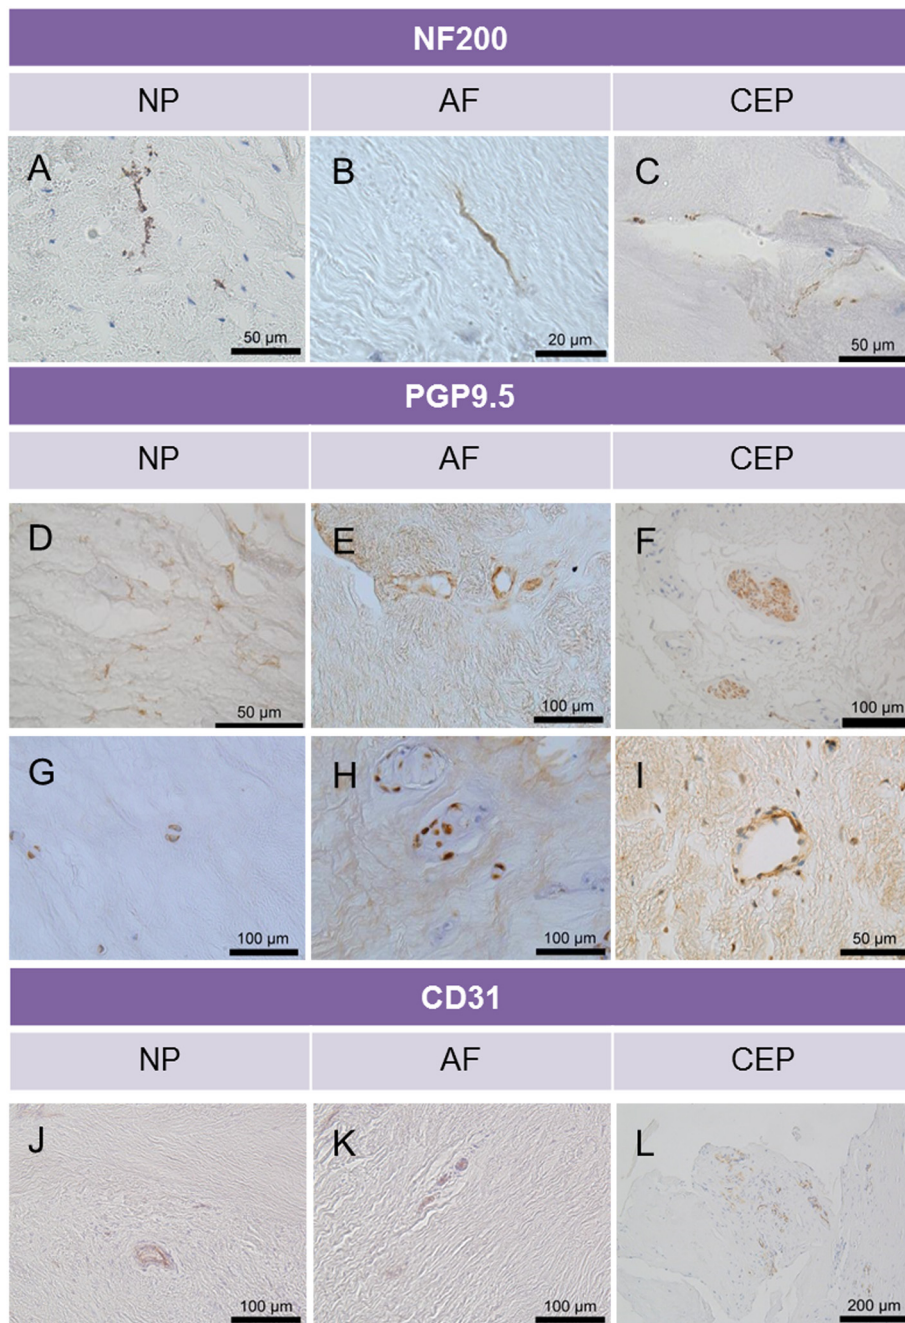 NF200
NP AF CEP
A B C
50 µm 20 µm 50 µm
PGP9.5
NP AF CEP
D E F
50 µm 100 µm 100 µm
G H I
100 µm 100 µm 50 µm
CD31
NP AF CEP
J K L
100 µm 100 µm 200 µm